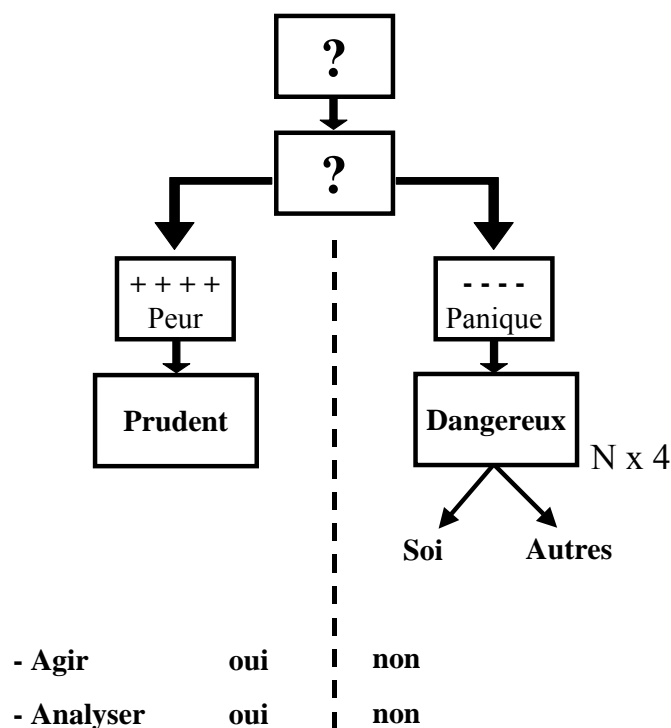 ?
?
+ + + +
Peur
- - - -
Panique
Prudent
Dangereux
N x 4
Soi Autres
- Agir oui non
- Analyser oui non